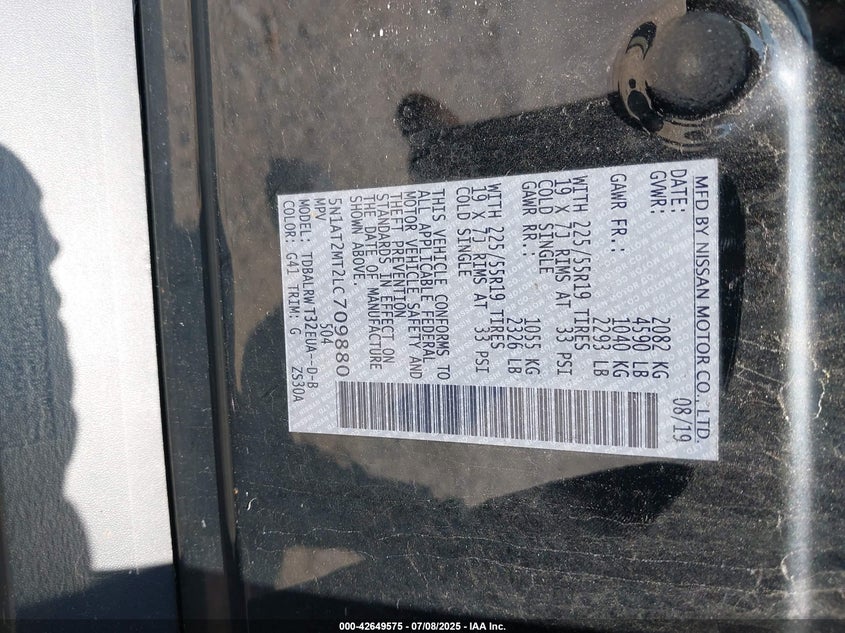 MFD BY NISSAN MOTOR CO., LTD.
DATE: 08/19
GVWR: 2082 KG
4590 LB
GAWR FR.: 1040 KG
2293 LB
WITH 225/55R19 TIRES
19 X 7J RIMS AT 33 PSI
COLD SINGLE
GAWR RR.: 1055 KG
2326 LB
WITH 225/55R19 TIRES
19 X 7J RIMS AT 33 PSI
COLD SINGLE
THIS VEHICLE CONFORMS TO
ALL APPLICABLE FEDERAL
MOTOR VEHICLE SAFETY AND
THEFT PREVENTION
STANDARDS IN EFFECT ON
THE DATE OF MANUFACTURE
SHOWN ABOVE.
5N1AT2MT2LC709880
MPV 504
MODEL: TDBALRWT32EUA--D-B
COLOR: G41 TRIM: G ZS30A
000-42649575 - 07/08/2025 - IAA Inc.